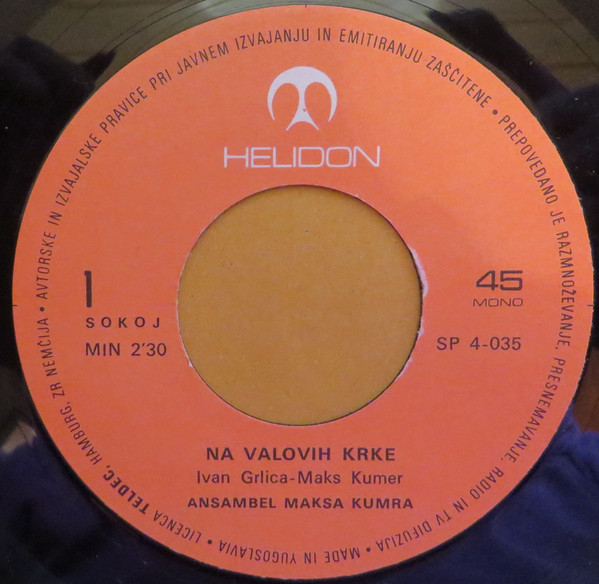 AVTORSKE IN IZVAJALSKE PRAVICE PRI JAVNEM IZVAJANJU IN EMITIRANJU ZAŠČITENE • PREPOVEDANO JE RAZMNOŽEVANJE, PRESNEMAVANJE, RADIO IN TV DIFUZIJA • MADE IN YUGOSLAVIA • LICENCA TELDEC, HAMBURG, ZR NEMČIJA •
HELIDON
1
45
MONO
SOKOJ
MIN 2'30
SP 4-035
NA VALOVIH KRKE
Ivan Grlica-Maks Kumer
ANSAMBEL MAKSA KUMRA